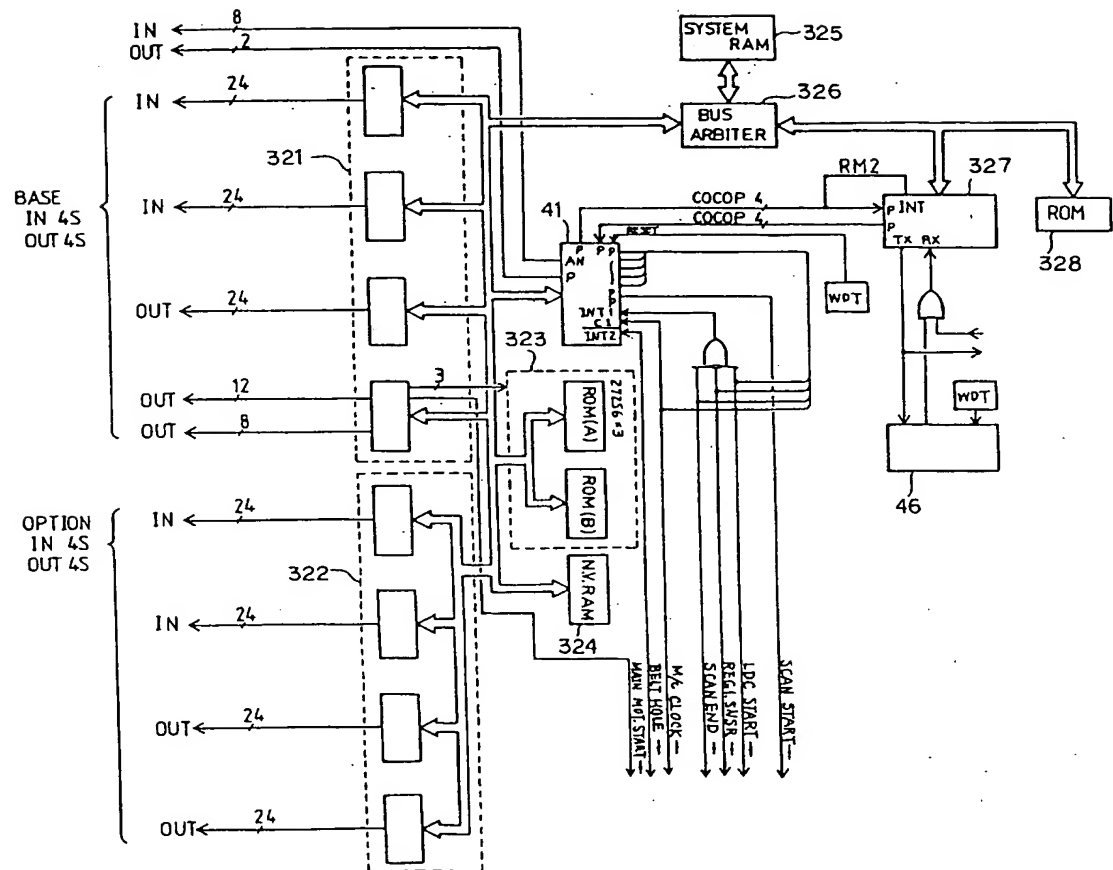 IN 8
OUT 2
SYSTEM RAM
325
326
BUS ARBITER
321
IN 24
327
RM2
BASE
IN 4S
OUT 4S
IN 24
41
COCOP 4
COCOP 4
RESET
P INT
P
TX RX
ROM
328
P P P
AN
P
P
P
INT1
C1
INT2
WDT
OUT 24
323
OUT 12
3
OUT 8
ROM(A)
27256*3
ROM(B)
WDT
46
OPTION
IN 4S
OUT 4S
IN 24
322
N.V.RAM
324
IN 24
OUT 24
OUT 24
MAIN MOT. START
BELT HOLE
M/C CLOCK
SCAN END
REGI. SNSR
LDC START
SCAN START